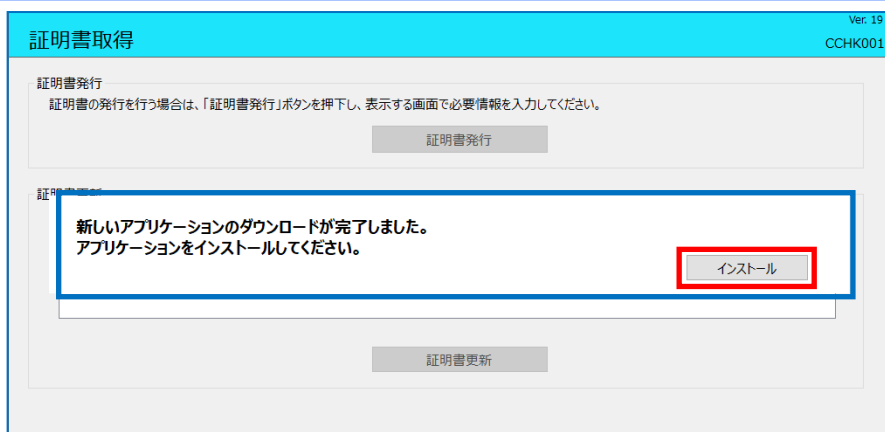 Ver. 19
証明書取得
CCHK001
証明書発行
証明書の発行を行う場合は、「証明書発行」ボタンを押下し、表示する画面で必要情報を入力してください。
証明書発行
新しいアプリケーションのダウンロードが完了しました。
アプリケーションをインストールしてください。
インストール
証明書更新